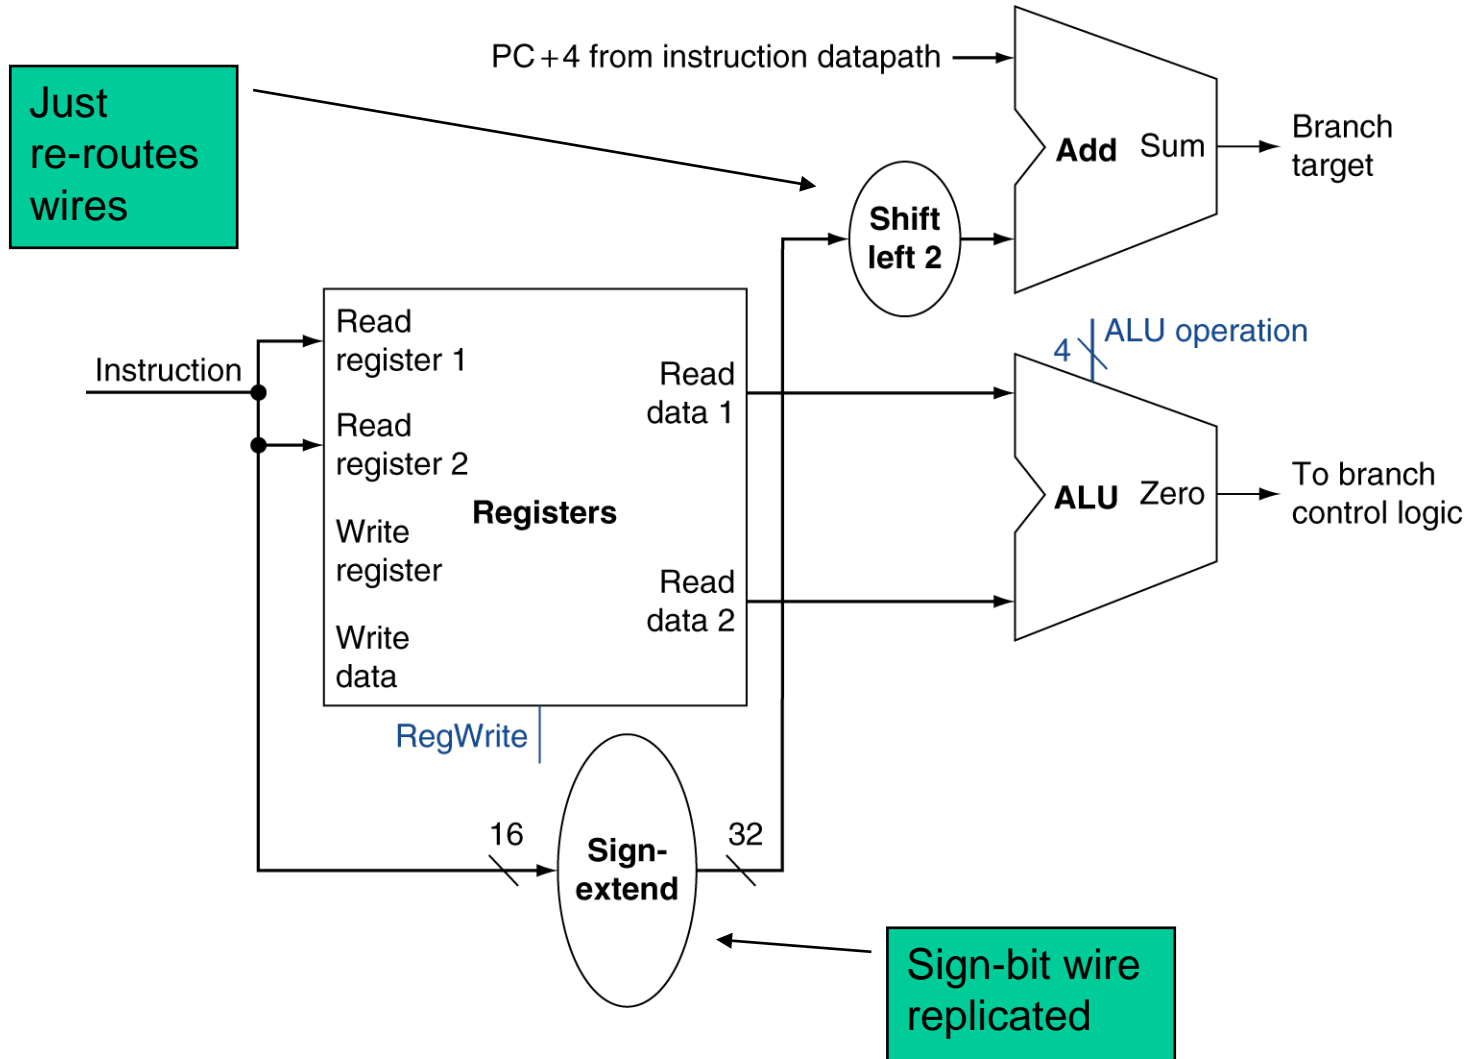 PC+4 from instruction datapath
Just
re-routes
wires
Add Sum
Branch
target
Shift
left 2
Instruction
Read
register 1
Read
register 2
Write
register
Write
data
Registers
Read
data 1
Read
data 2
RegWrite
4
ALU operation
ALU Zero
To branch
control logic
16
Sign-
extend
32
Sign-bit wire
replicated